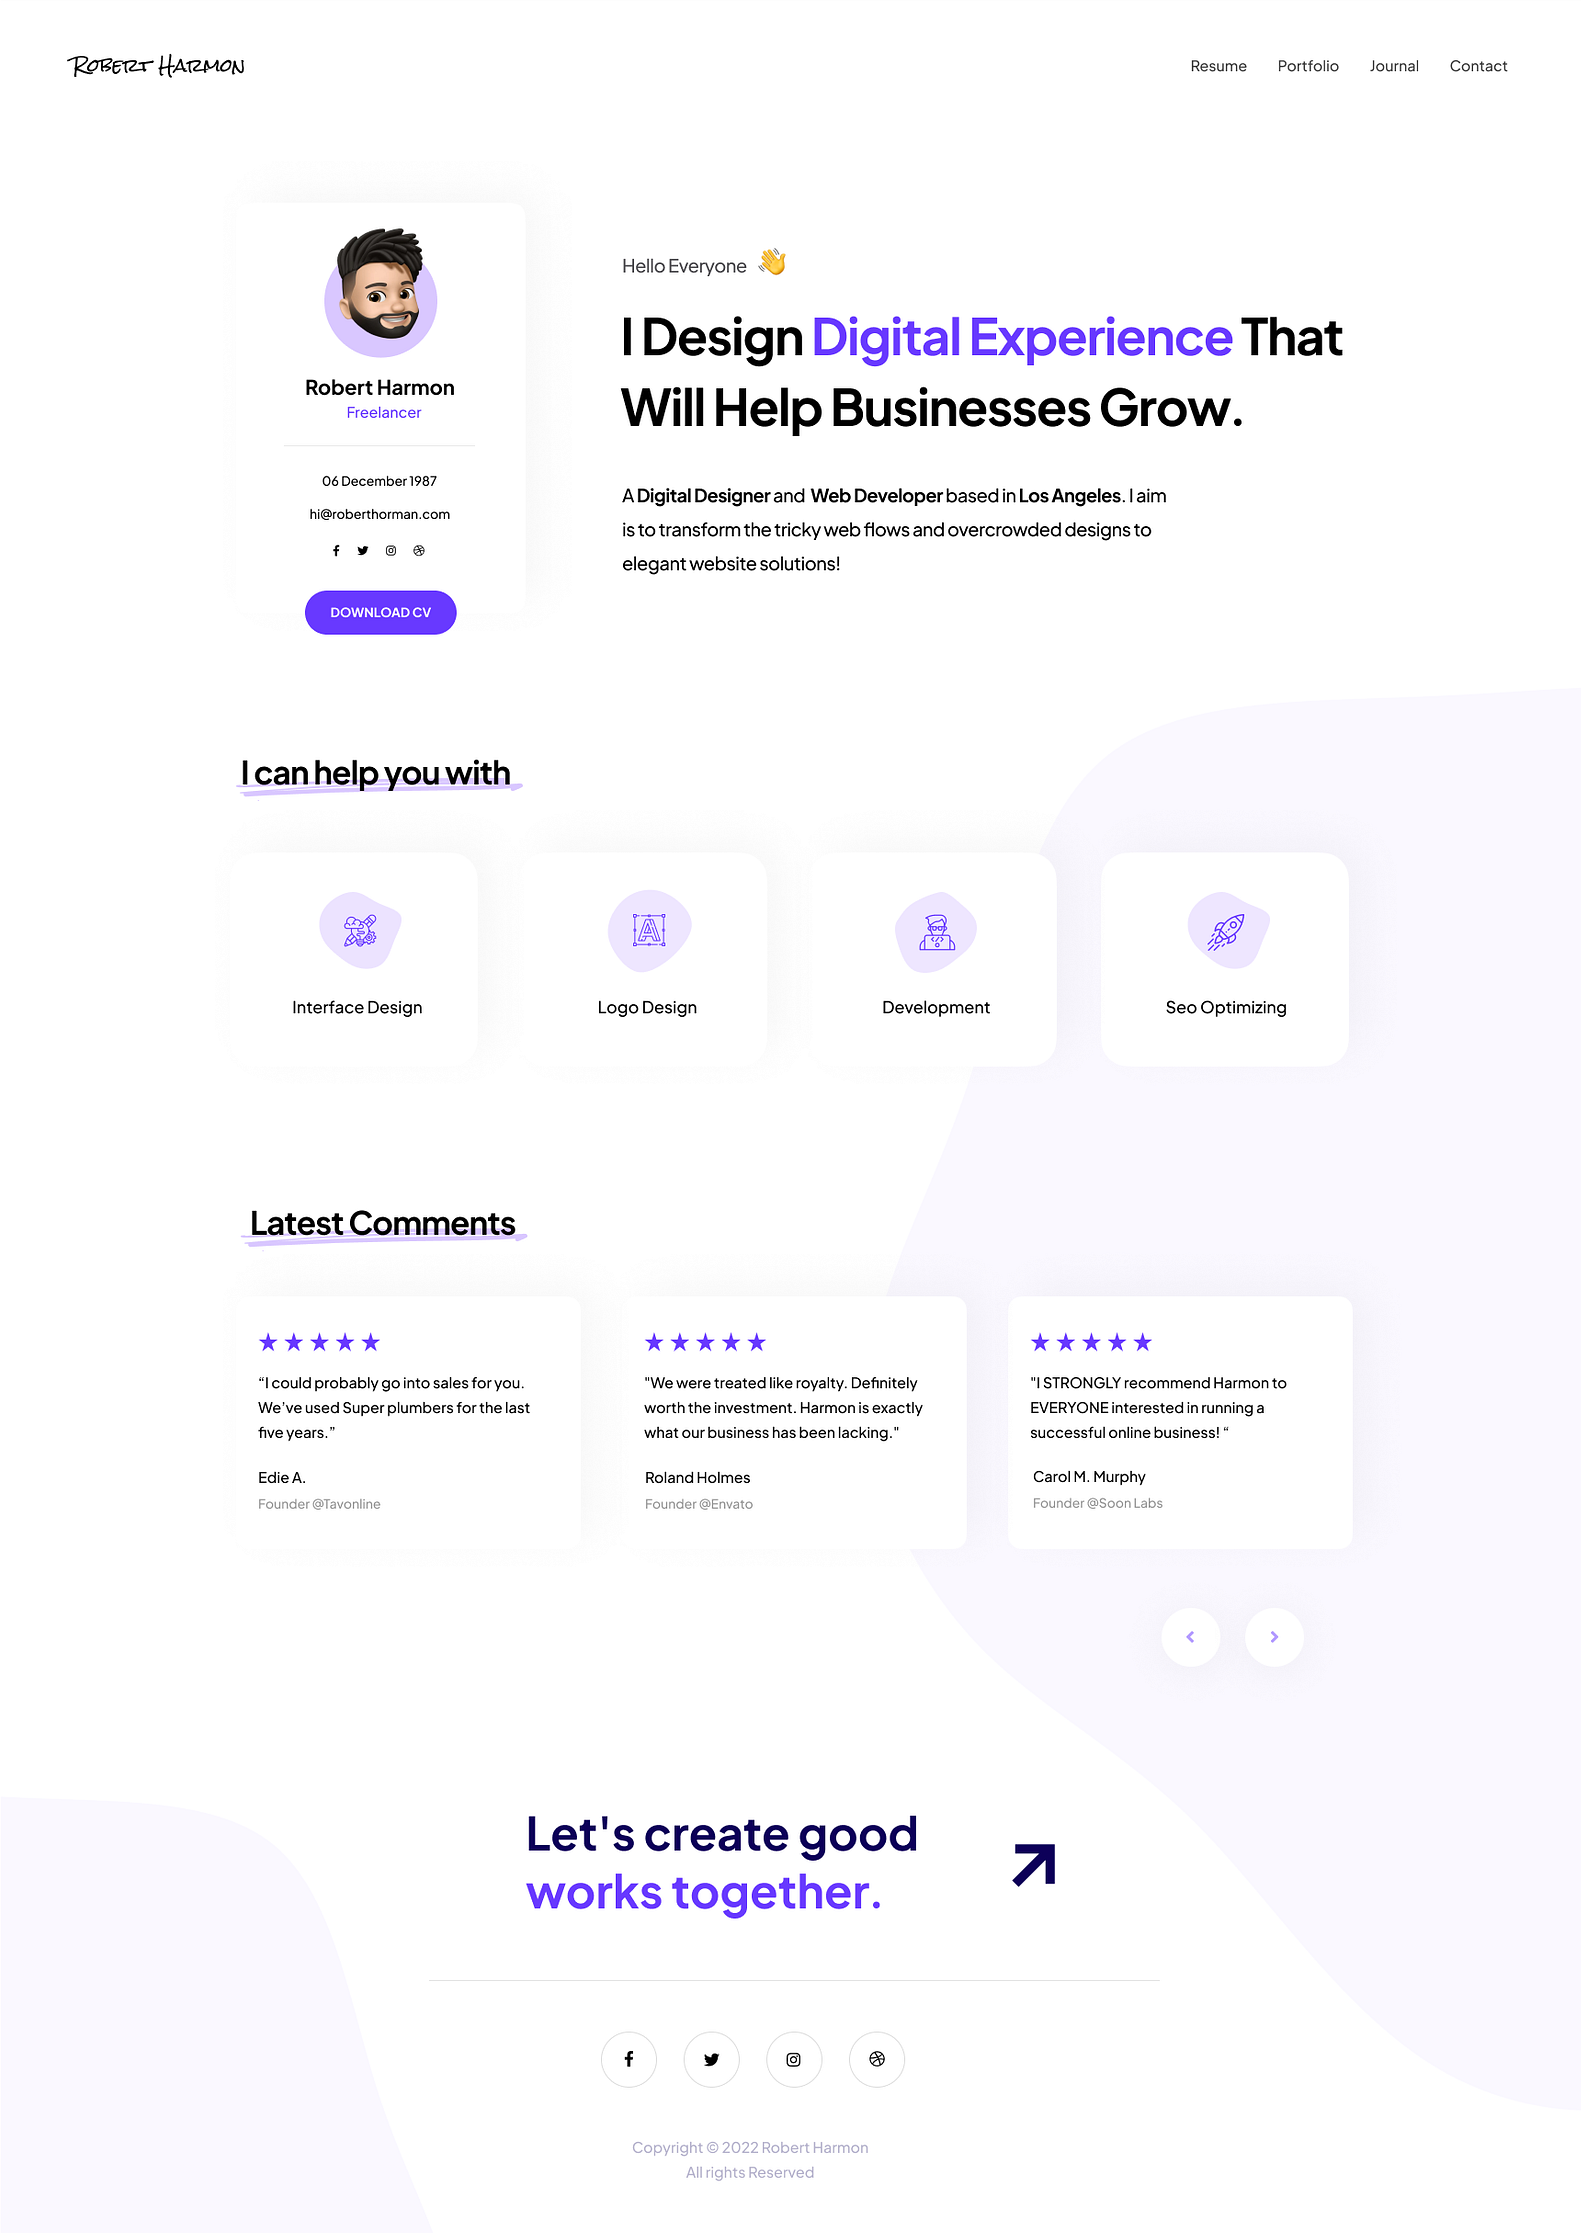 Robert Harmon
Resume Portfolio Journal Contact
Robert Harmon
Freelancer
06 December 1987
hi@roberthorman.com
DOWNLOAD CV
Hello Everyone 👋
I Design Digital Experience That
Will Help Businesses Grow.
A Digital Designer and Web Developer based in Los Angeles. I aim
is to transform the tricky web flows and overcrowded designs to
elegant website solutions!
I can help you with
A
Interface Design
Logo Design
Development
Seo Optimizing
Latest Comments
“I could probably go into sales for you.
We’ve used Super plumbers for the last
five years.”
Edie A.
Founder @Tavonline
"We were treated like royalty. Definitely
worth the investment. Harmon is exactly
what our business has been lacking."
Roland Holmes
Founder @Envato
"I STRONGLY recommend Harmon to
EVERYONE interested in running a
successful online business! “
Carol M. Murphy
Founder @Soon Labs
Let's create good
works together.
Copyright © 2022 Robert Harmon
All rights Reserved